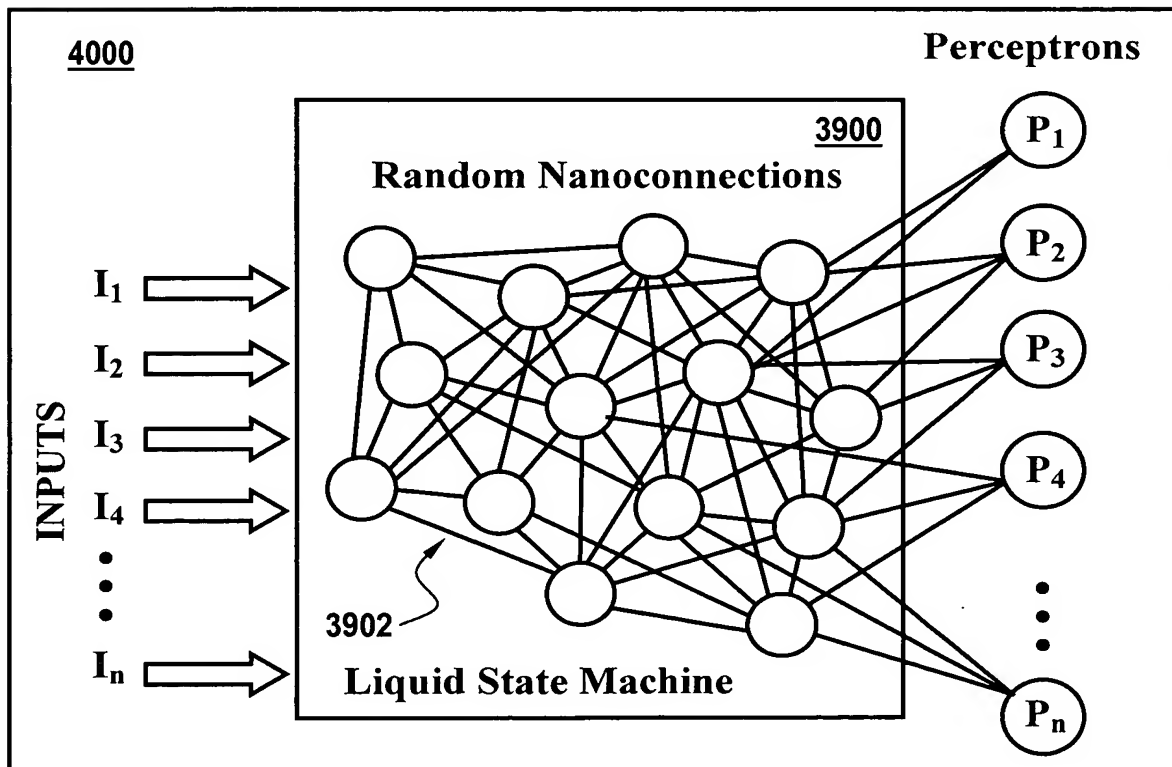 4000
Perceptrons
3900
Random Nanoconnections
INPUTS
I₁
I₂
I₃
I₄
Iₙ
3902
Liquid State Machine
P₁
P₂
P₃
P₄
Pₙ